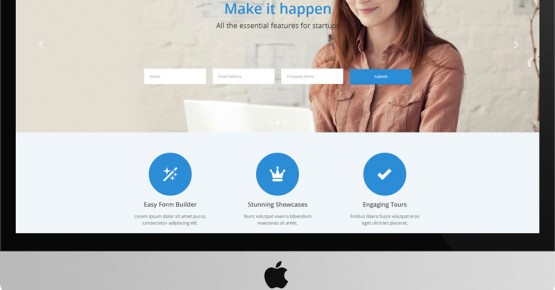 Make it happen
All the essential features for startups
Name
Email Address
Company Name
Submit
Easy Form Builder
Stunning Showcases
Engaging Tours
Lorem ipsum dolor sit amet purus,
consectetur adipiscing elit.
Nunc volutpat viverra bibendum
maecenas sit amet.
Finibus libero fusce volutpat eros
eget ultricies placerat.